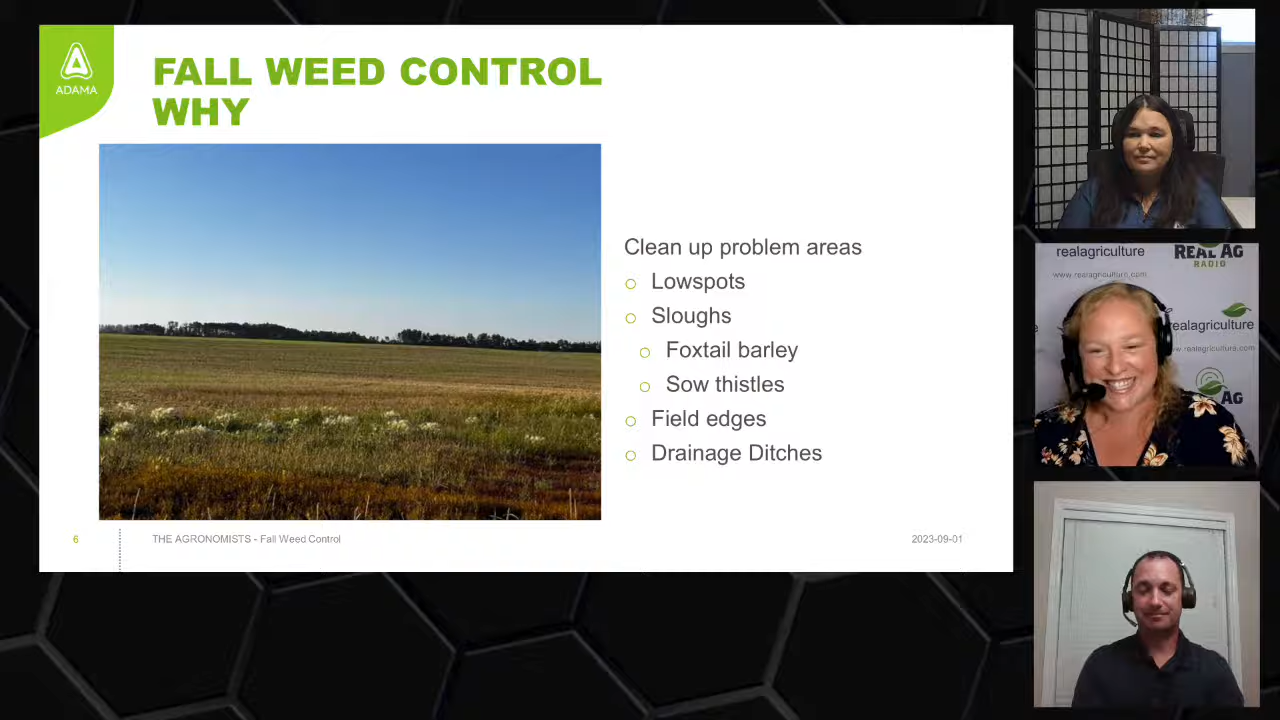 ADAMA
FALL WEED CONTROL
WHY
Clean up problem areas
Lowspots
Sloughs
Foxtail barley
Sow thistles
Field edges
Drainage Ditches
6
THE AGRONOMISTS - Fall Weed Control
2023-09-01
realagriculture
REAL AG
RADIO
www.realagriculture.com
realagriculture
www.realagriculture.com
AG